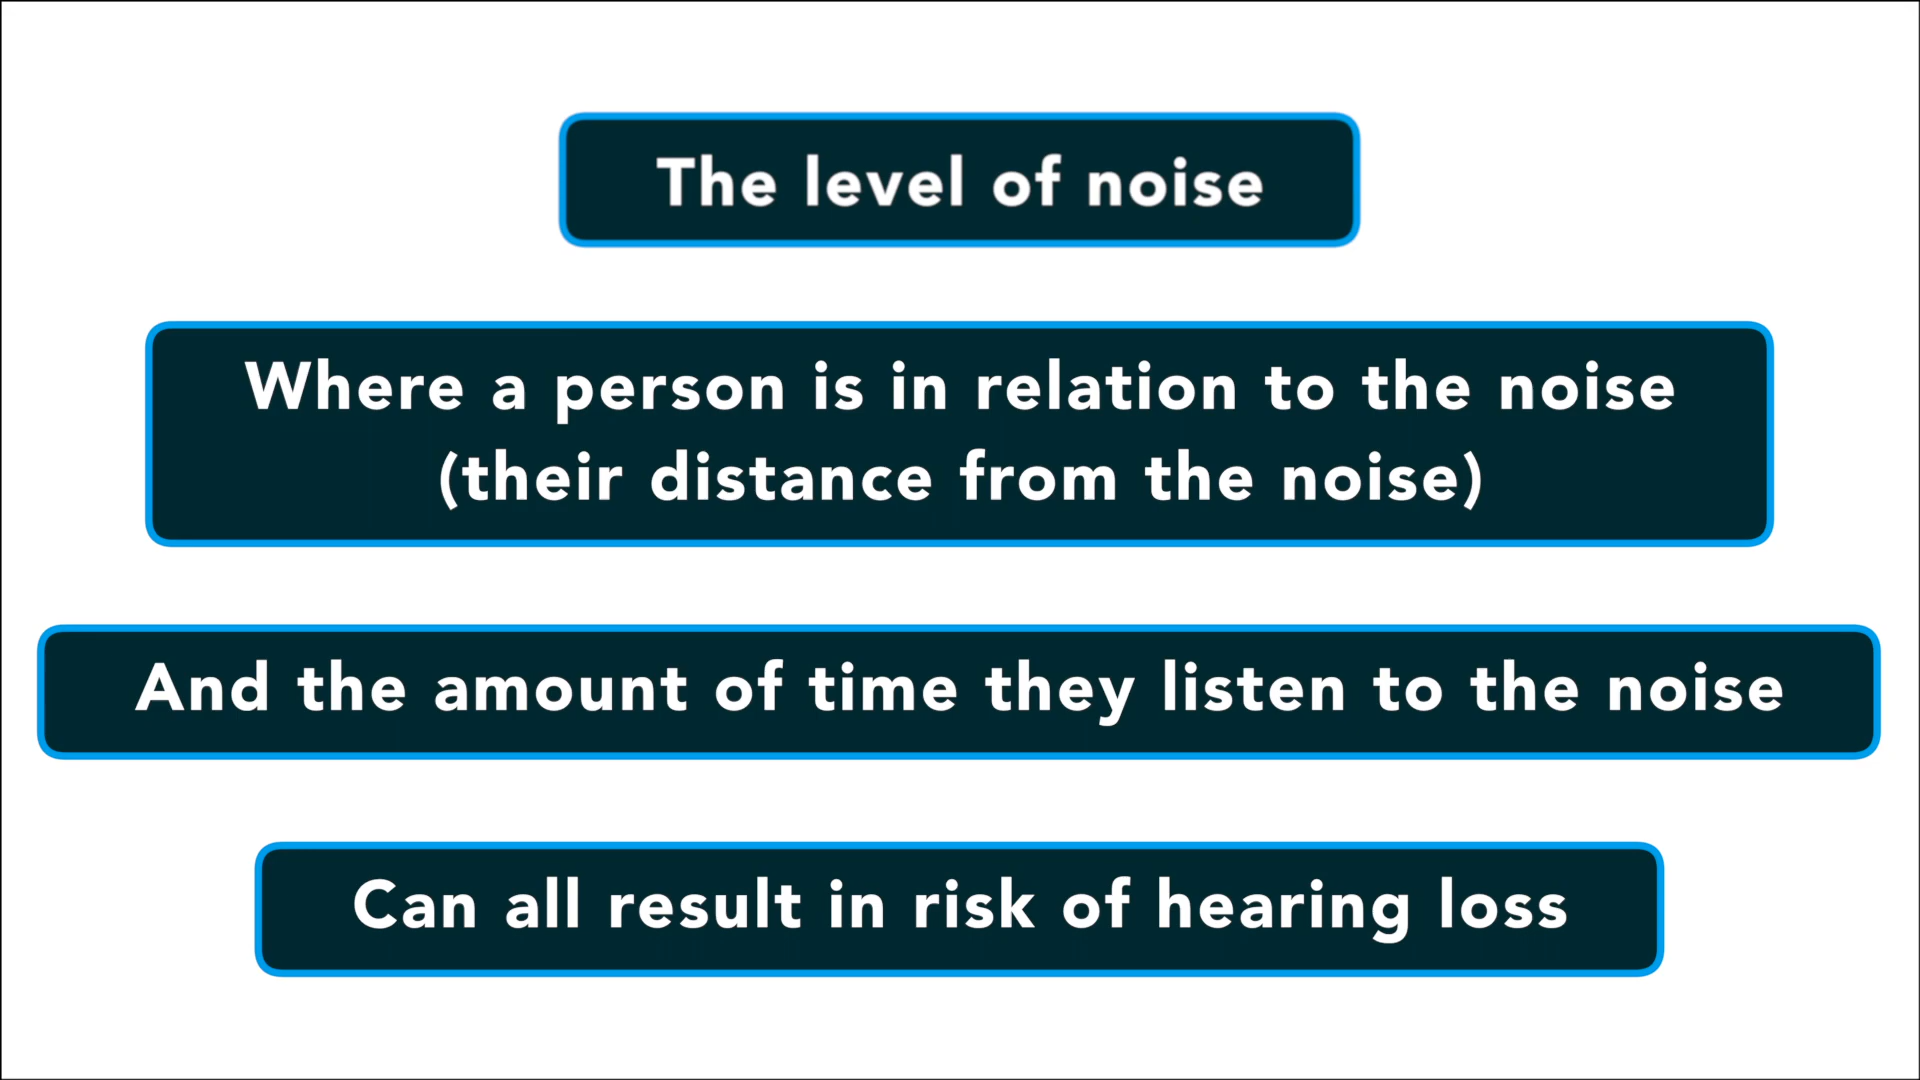 The level of noise
Where a person is in relation to the noise
(their distance from the noise)
And the amount of time they listen to the noise
Can all result in risk of hearing loss